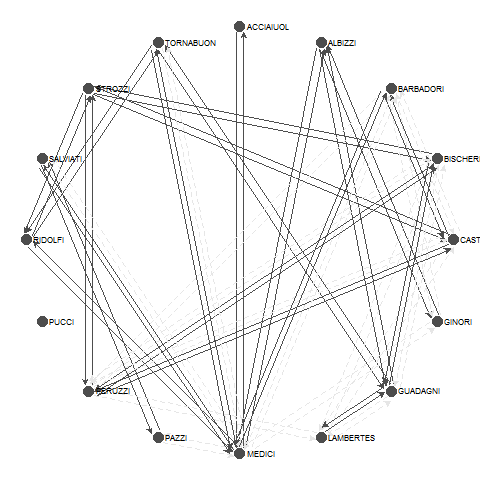 ACCIAIUOL
TORNABUON
ALBIZZI
STROZZI
BARBADORI
SALVIATI
BISCHERI
RIDOLFI
CAST
PUCCI
GINORI
PERUZZI
GUADAGNI
PAZZI
LAMBERTES
MEDICI